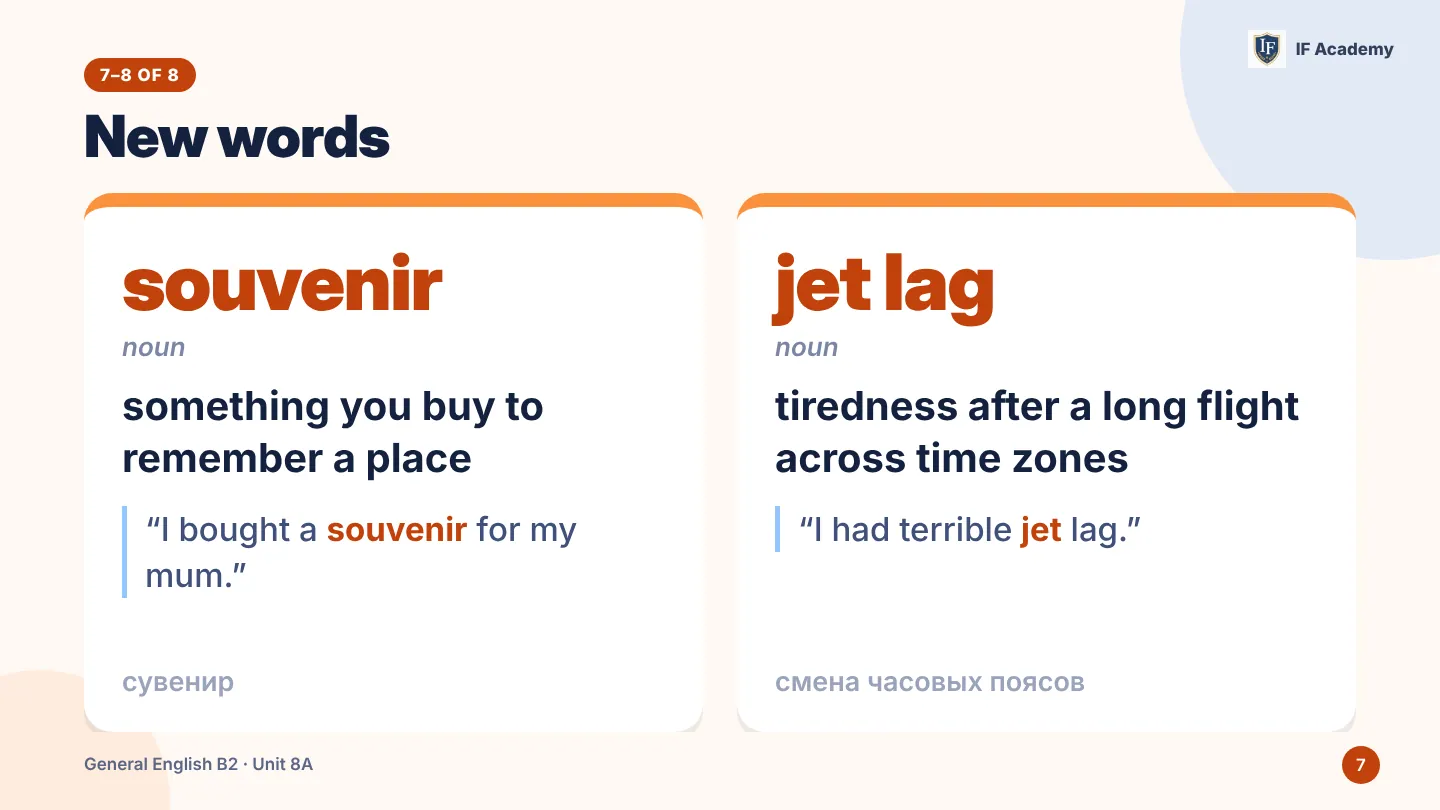 IF Academy
7–8 OF 8
New words
souvenir
noun
something you buy to
remember a place
“I bought a souvenir for my
mum.”
сувенир
jet lag
noun
tiredness after a long flight
across time zones
“I had terrible jet lag.”
смена часовых поясов
General English B2 · Unit 8A
7